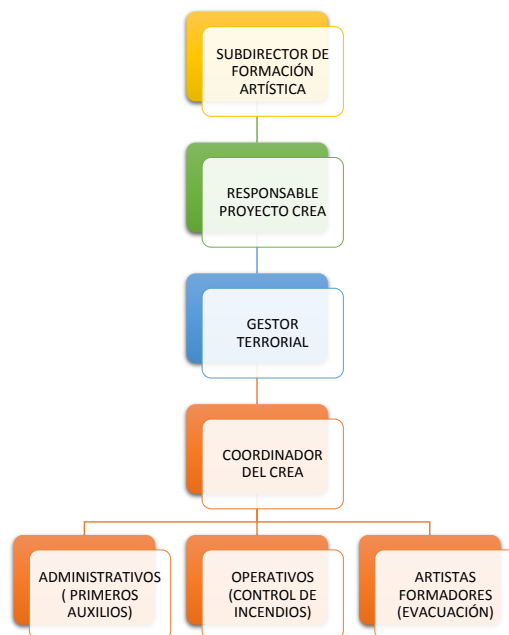 SUBDIRECTOR DE
FORMACIÓN
ARTÍSTICA
RESPONSABLE
PROYECTO CREA
GESTOR
TERRORIAL
COORDINADOR
DEL CREA
ADMINISTRATIVOS
( PRIMEROS
AUXILIOS)
OPERATIVOS
(CONTROL DE
INCENDIOS)
ARTISTAS
FORMADORES
(EVACUACIÓN)